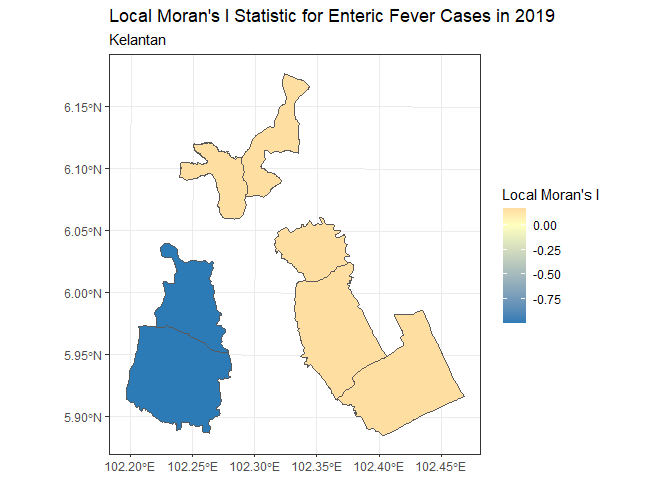 Local Moran's I Statistic for Enteric Fever Cases in 2019
Kelantan
6.15°N
6.10°N
6.05°N
6.00°N
5.95°N
5.90°N
102.20°E 102.25°E 102.30°E 102.35°E 102.40°E 102.45°E
Local Moran's I
0.00
-0.25
-0.50
-0.75